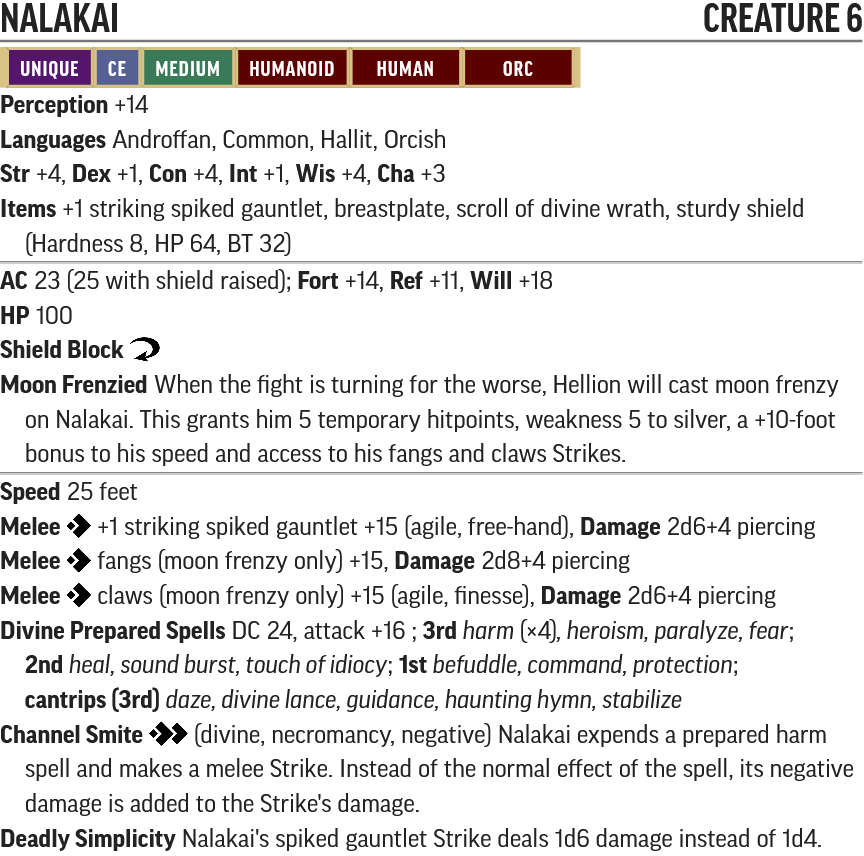 NALAKAI CREATURE 6
UNIQUE CE MEDIUM HUMANOID HUMAN ORC
Perception +14
Languages Androffan, Common, Hallit, Orcish
Str +4, Dex +1, Con +4, Int +1, Wis +4, Cha +3
Items +1 striking spiked gauntlet, breastplate, scroll of divine wrath, sturdy shield
(Hardness 8, HP 64, BT 32)
AC 23 (25 with shield raised); Fort +14, Ref +11, Will +18
HP 100
Shield Block
Moon Frenzied When the fight is turning for the worse, Hellion will cast moon frenzy
on Nalakai. This grants him 5 temporary hitpoints, weakness 5 to silver, a +10-foot
bonus to his speed and access to his fangs and claws Strikes.
Speed 25 feet
Melee +1 striking spiked gauntlet +15 (agile, free-hand), Damage 2d6+4 piercing
Melee fangs (moon frenzy only) +15, Damage 2d8+4 piercing
Melee claws (moon frenzy only) +15 (agile, finesse), Damage 2d6+4 piercing
Divine Prepared Spells DC 24, attack +16 ; 3rd harm (×4), heroism, paralyze, fear;
2nd heal, sound burst, touch of idiocy; 1st befuddle, command, protection;
cantrips (3rd) daze, divine lance, guidance, haunting hymn, stabilize
Channel Smite (divine, necromancy, negative) Nalakai expends a prepared harm
spell and makes a melee Strike. Instead of the normal effect of the spell, its negative
damage is added to the Strike's damage.
Deadly Simplicity Nalakai's spiked gauntlet Strike deals 1d6 damage instead of 1d4.